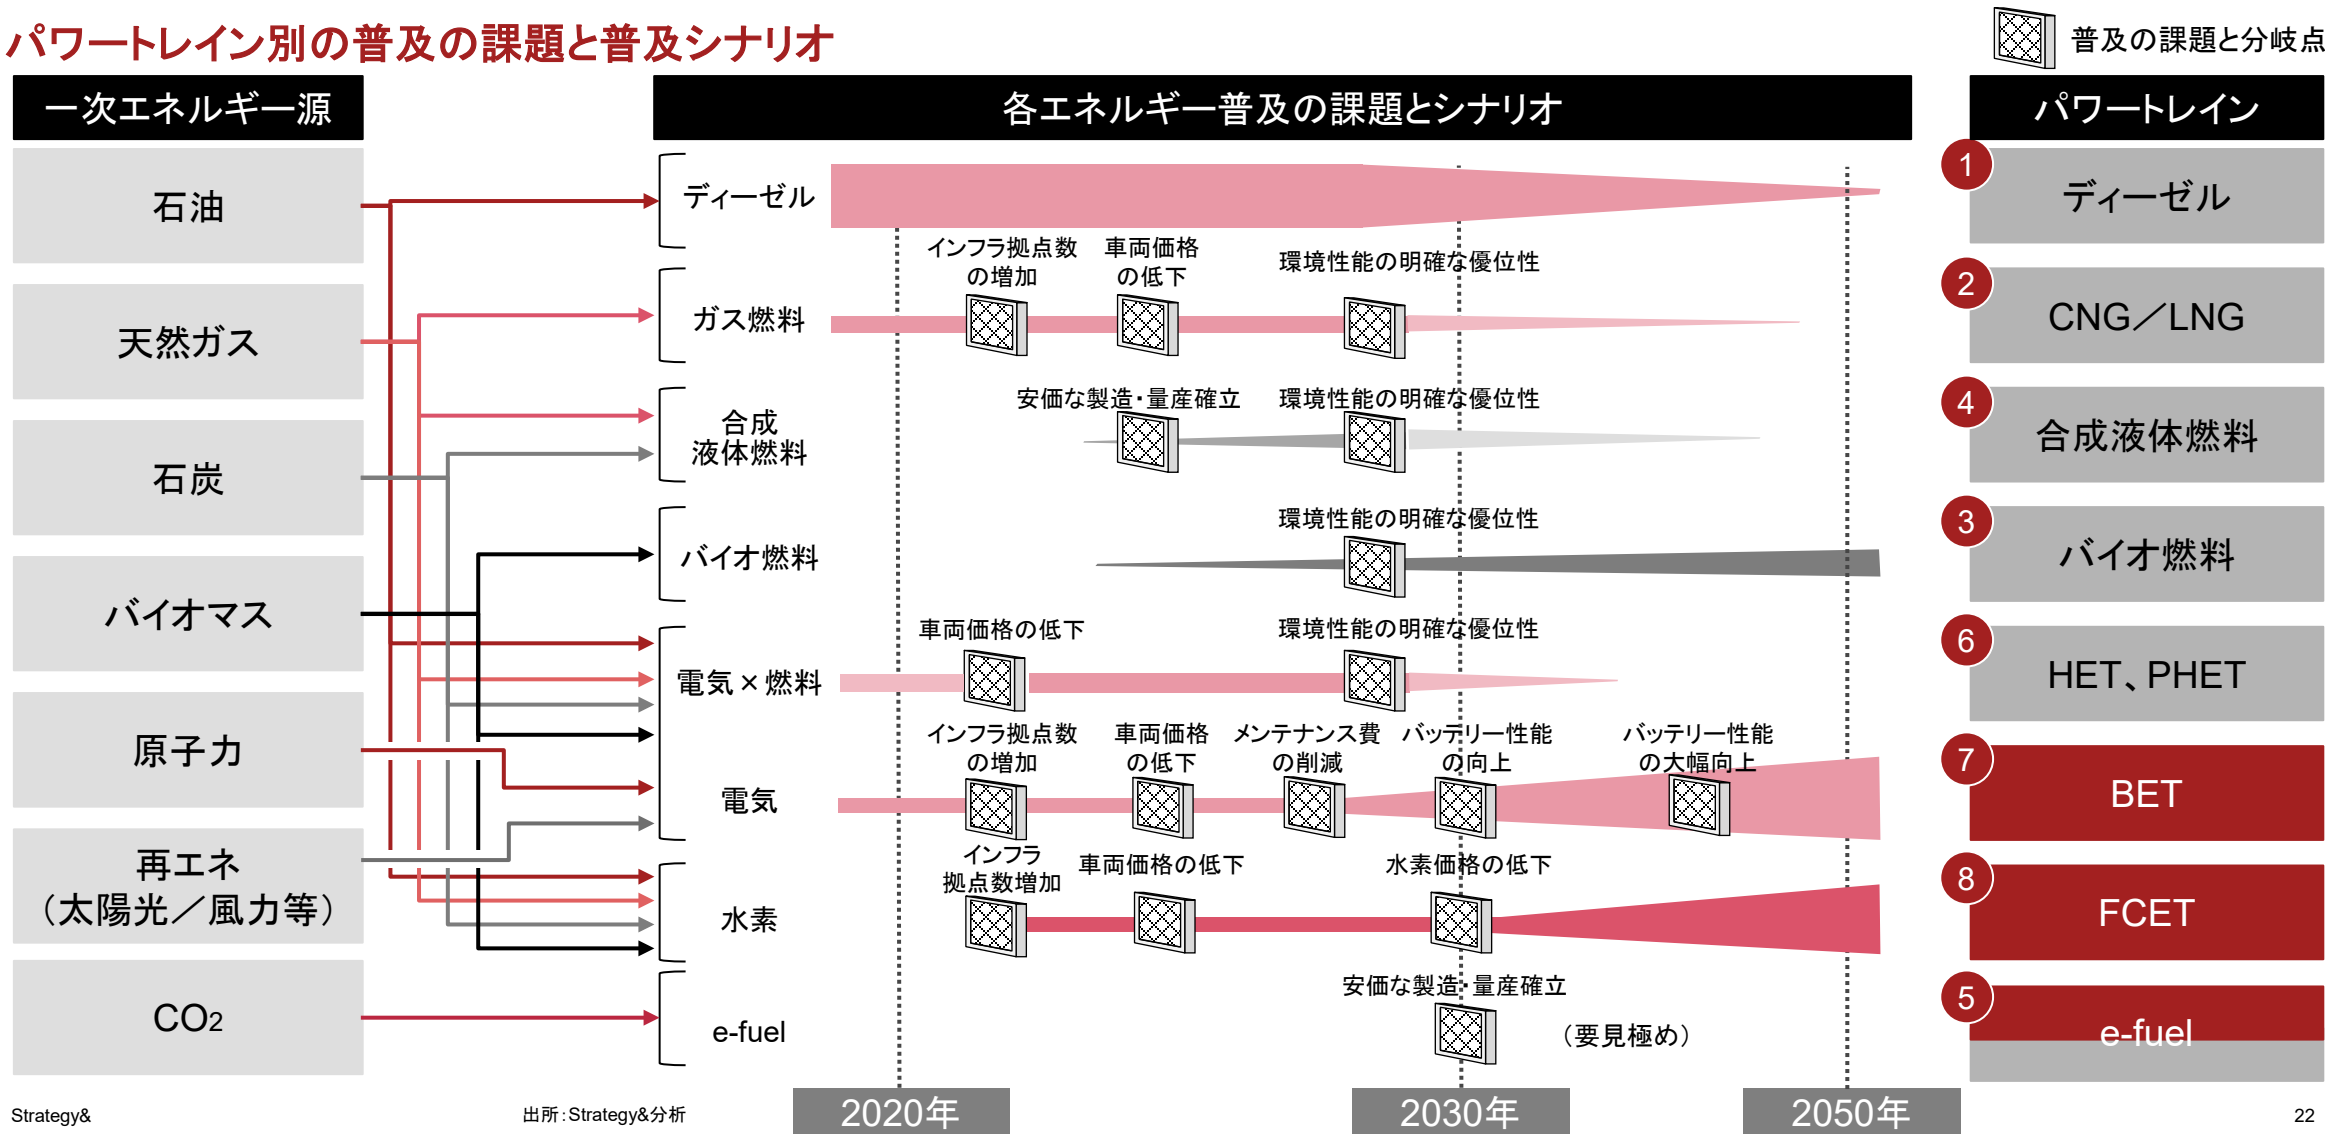 パワートレイン別の普及の課題と普及シナリオ
普及の課題と分岐点
一次エネルギー源
各エネルギー普及の課題とシナリオ
パワートレイン
石油
天然ガス
石炭
バイオマス
原子力
再エネ
（太陽光／風力等）
CO2
ディーゼル
ガス燃料
インフラ拠点数
の増加
車両価格
の低下
環境性能の明確な優位性
合成
液体燃料
安価な製造・量産確立
環境性能の明確な優位性
バイオ燃料
環境性能の明確な優位性
電気×燃料
車両価格の低下
環境性能の明確な優位性
電気
インフラ拠点数
の増加
車両価格
の低下
メンテナンス費
の削減
バッテリー性能
の向上
バッテリー性能
の大幅向上
水素
インフラ
拠点数増加
車両価格の低下
水素価格の低下
e-fuel
安価な製造・量産確立
（要見極め）
1
ディーゼル
2
CNG／LNG
4
合成液体燃料
3
バイオ燃料
6
HET、PHET
7
BET
8
FCET
5
e-fuel
2020年
2030年
2050年
Strategy&
出所：Strategy&分析
22